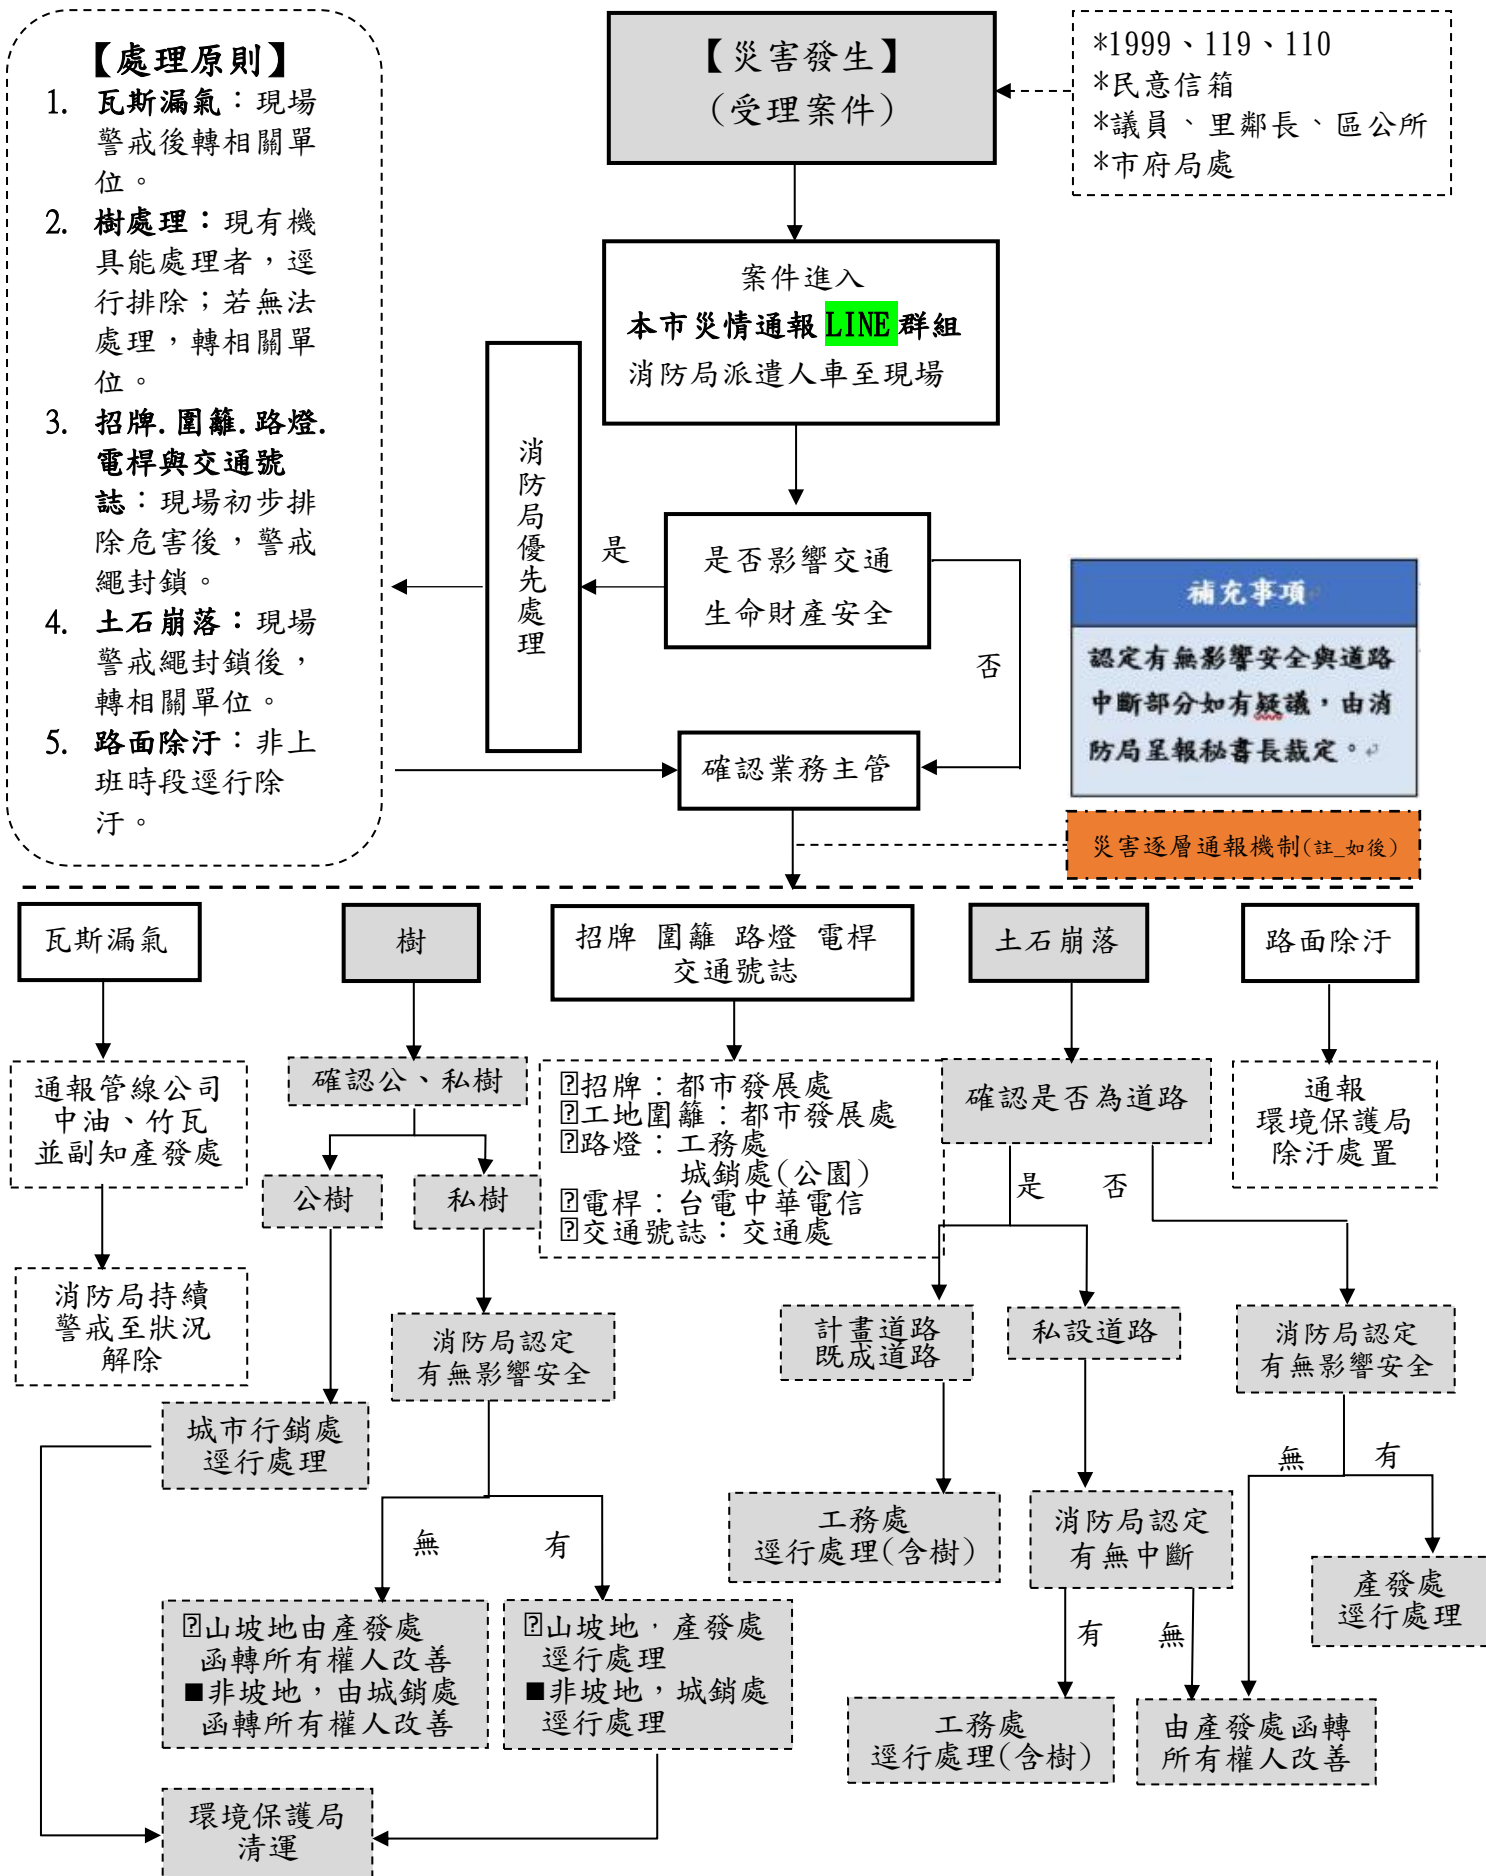 【處理原則】
1. 瓦斯漏氣：現場
警戒後轉相關單
位。
2. 樹處理：現有機
具能處理者，逕
行排除；若無法
處理，轉相關單
位。
3. 招牌.圍籬.路燈.
電桿與交通號
誌：現場初步排
除危害後，警戒
繩封鎖。
4. 土石崩落：現場
警戒繩封鎖後，
轉相關單位。
5. 路面除汙：非上
班時段逕行除
汙。
【災害發生】
(受理案件)
*1999、119、110
*民意信箱
*議員、里鄰長、區公所
*市府局處
案件進入
本市災情通報 LINE 群組
消防局派遣人車至現場
消防局優先處理
是
是否影響交通
生命財產安全
否
補充事項
認定有無影響安全與道路
中斷部分如有疑議，由消
防局呈報秘書長裁定。
確認業務主管
災害逐層通報機制(註_如後)
瓦斯漏氣
樹
招牌 圍籬 路燈 電桿
交通號誌
土石崩落
路面除汙
通報管線公司
中油、竹瓦
並副知產發處
確認公、私樹
招牌：都市發展處
工地圍籬：都市發展處
路燈：工務處
城銷處(公園)
電桿：台電中華電信
交通號誌：交通處
確認是否為道路
通報
環境保護局
除汙處置
公樹
私樹
是
否
消防局持續
警戒至狀況
解除
消防局認定
有無影響安全
計畫道路
既成道路
私設道路
消防局認定
有無影響安全
城市行銷處
逕行處理
無
有
無
有
工務處
逕行處理(含樹)
消防局認定
有無中斷
產發處
逕行處理
山坡地由產發處
函轉所有權人改善
■非坡地，由城銷處
函轉所有權人改善
山坡地，產發處
逕行處理
■非坡地，城銷處
逕行處理
有
無
工務處
逕行處理(含樹)
由產發處函轉
所有權人改善
環境保護局
清運